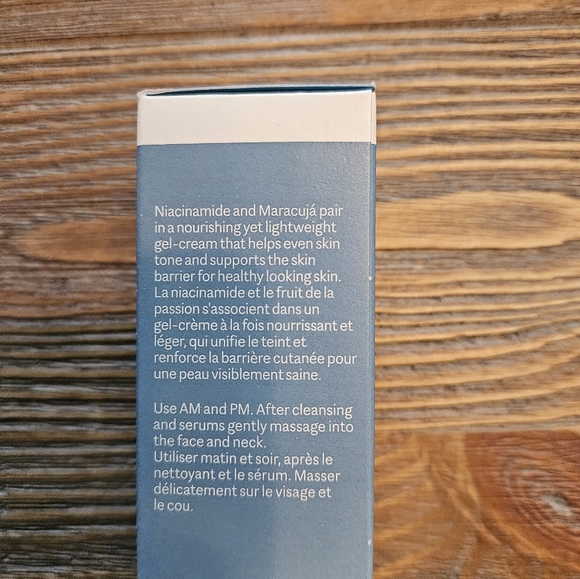 Niacinamide and Maracujá pair
in a nourishing yet lightweight
gel-cream that helps even skin
tone and supports the skin
barrier for healthy looking skin.
La niacinamide et le fruit de la
passion s'associent dans un
gel-crème à la fois nourrissant et
léger, qui unifie le teint et
renforce la barrière cutanée pour
une peau visiblement saine.
Use AM and PM. After cleansing
and serums gently massage into
the face and neck.
Utiliser matin et soir, après le
nettoyant et le sérum. Masser
délicatement sur le visage et
le cou.